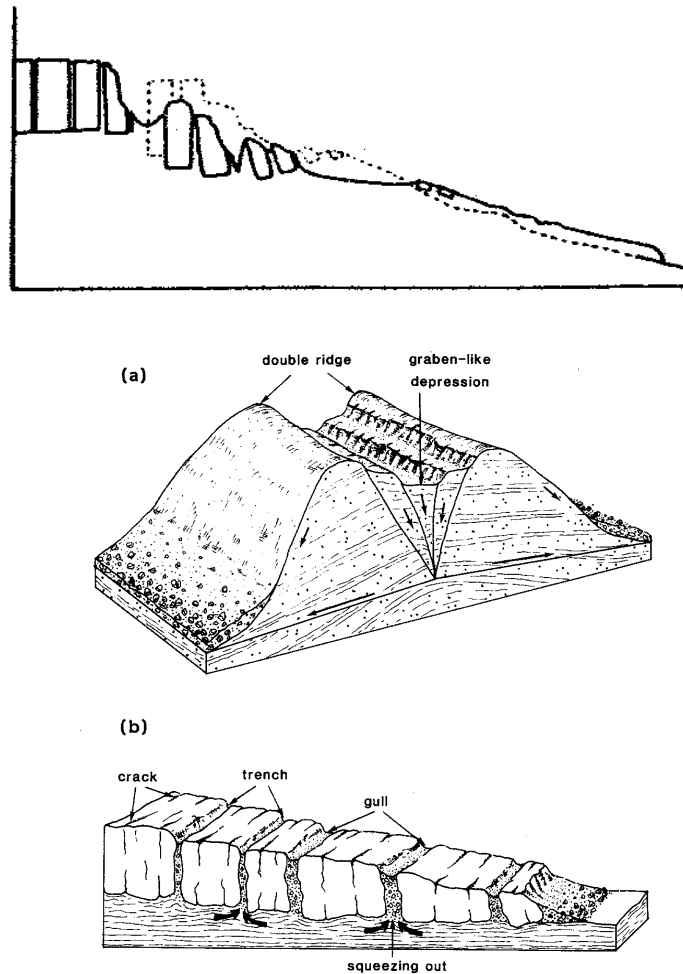 (a)
double ridge
graben-like
depression
(b)
crack
trench
gull
squeezing out